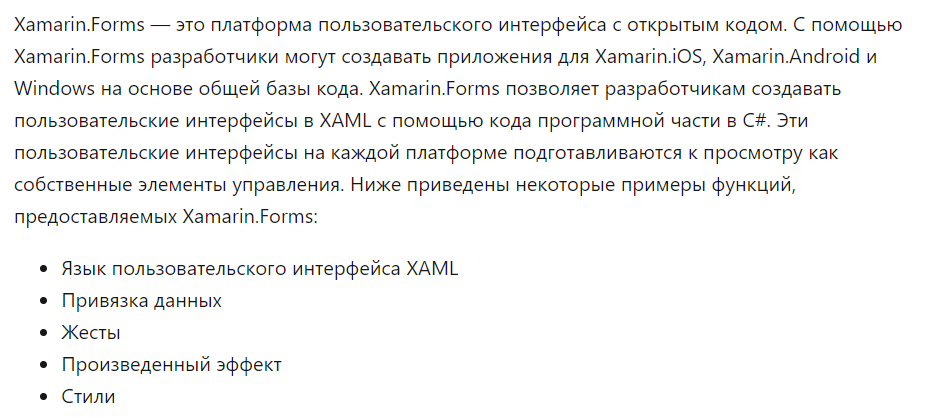 Xamarin.Forms — это платформа пользовательского интерфейса с открытым кодом. С помощью
Xamarin.Forms разработчики могут создавать приложения для Xamarin.iOS, Xamarin.Android и
Windows на основе общей базы кода. Xamarin.Forms позволяет разработчикам создавать
пользовательские интерфейсы в XAML с помощью кода программной части в C#. Эти
пользовательские интерфейсы на каждой платформе подготавливаются к просмотру как
собственные элементы управления. Ниже приведены некоторые примеры функций,
предоставляемых Xamarin.Forms:
• Язык пользовательского интерфейса XAML
• Привязка данных
• Жесты
• Произведенный эффект
• Стили